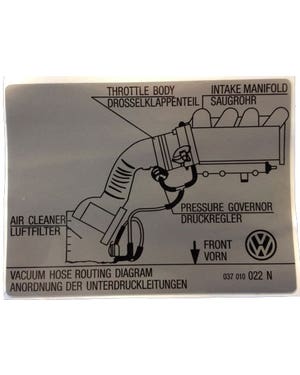 THROTTLE BODY
DROSSELKLAPPENTEIL
INTAKE MANIFOLD
SAUGROHR
AIR CLEANER
LUFTFILTER
PRESSURE GOVERNOR
DRUCKREGLER
FRONT
VORN
VW
VACUUM HOSE ROUTING DIAGRAM
ANORDNUNG DER UNTERDRUCKLEITUNGEN
037 010 022 N